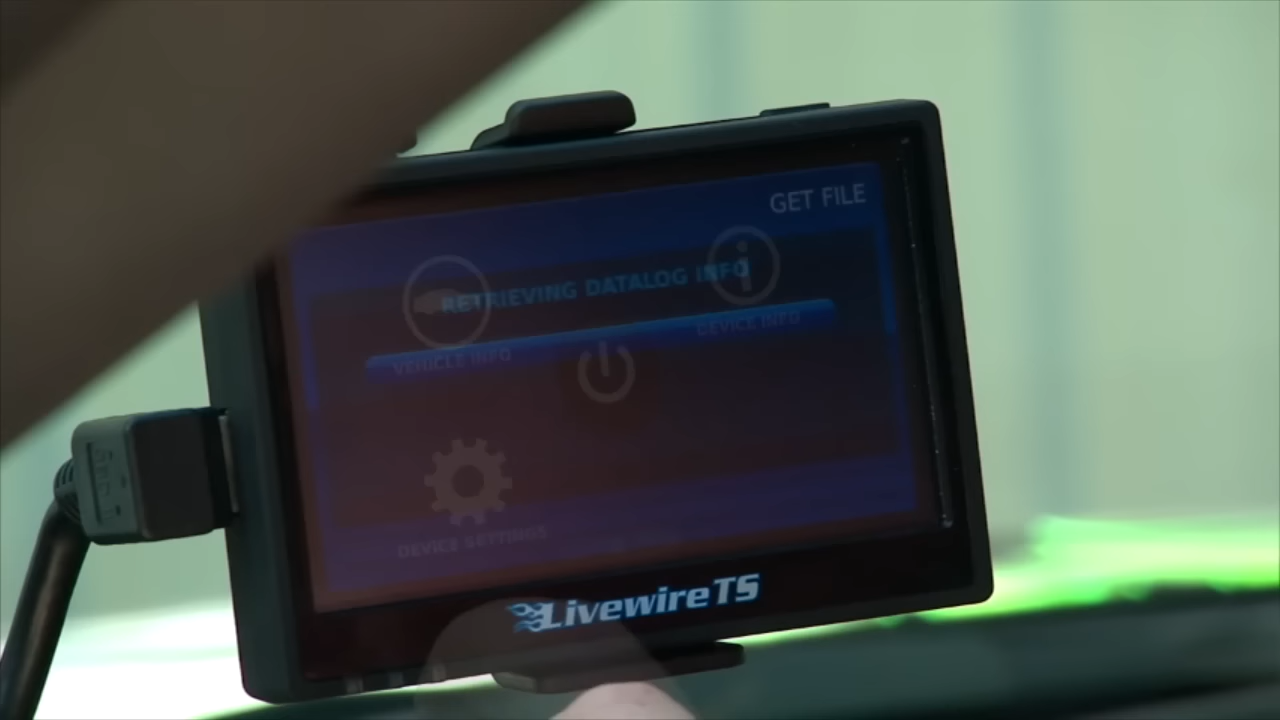 GET FILE
RETRIEVING DATALOG INFO
VEHICLE INFO
DEVICE INFO
DEVICE SETTINGS
LivewireTS